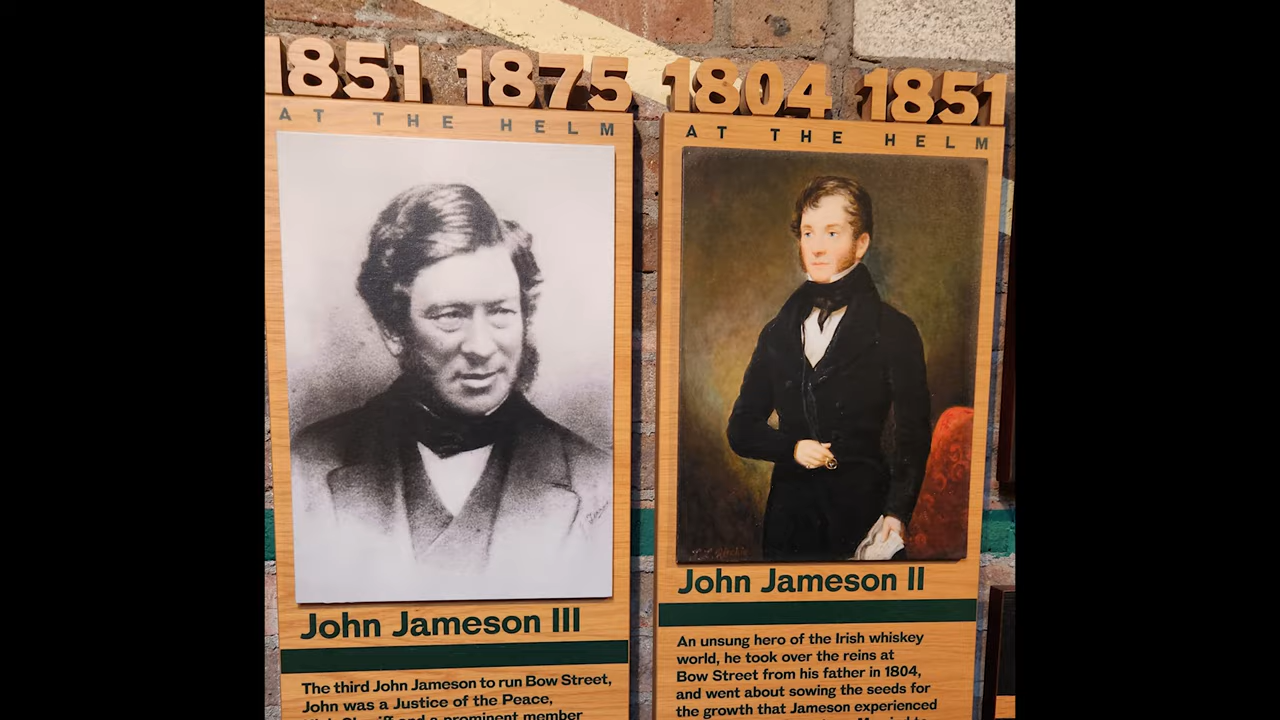 1851 1875
AT THE HELM
John Jameson III
The third John Jameson to run Bow Street,
John was a Justice of the Peace,
and a prominent member
1804 1851
AT THE HELM
John Jameson II
An unsung hero of the Irish whiskey
world, he took over the reins at
Bow Street from his father in 1804,
and went about sowing the seeds for
the growth that Jameson experienced